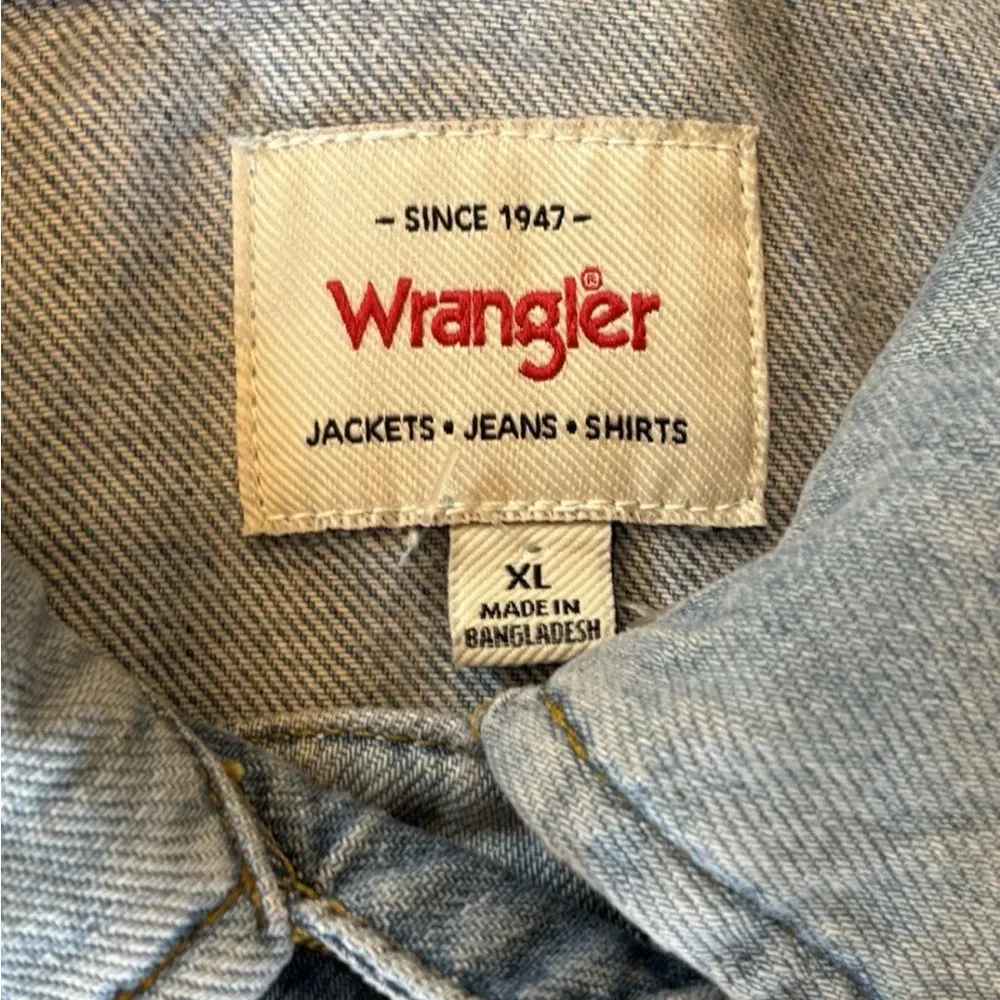 - SINCE 1947 -
Wrangler®
JACKETS • JEANS • SHIRTS
XL
MADE IN
BANGLADESH